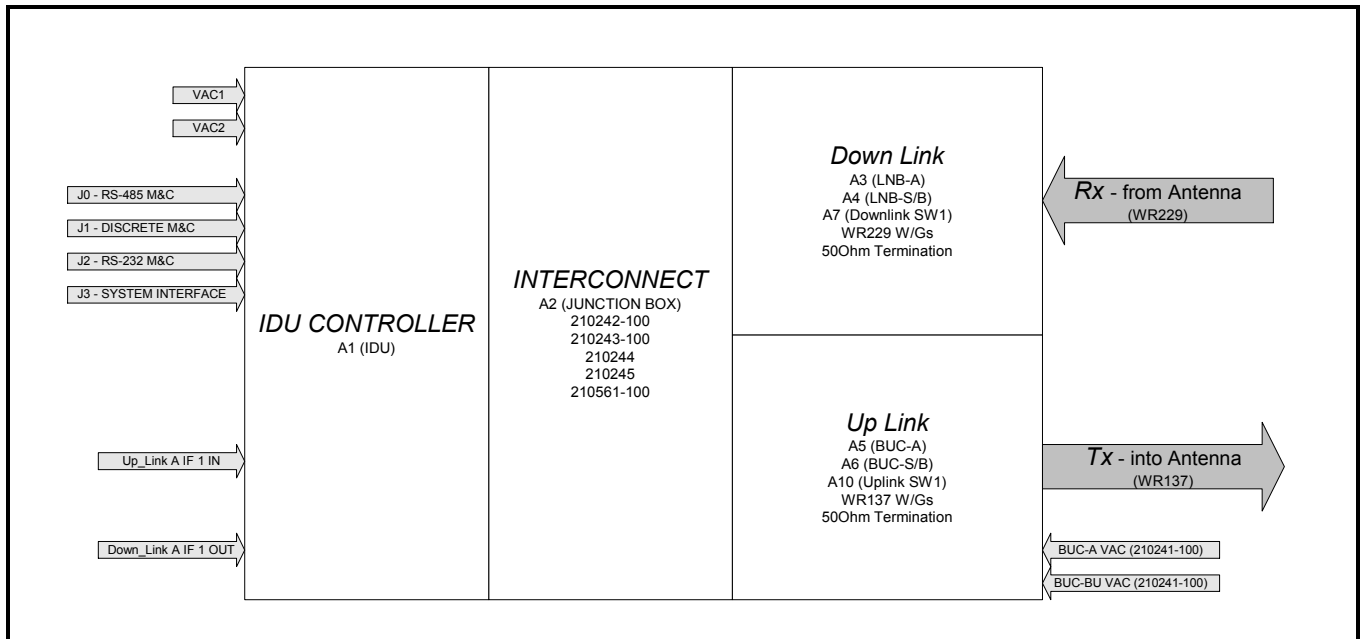 VAC1
VAC2
J0 - RS-485 M&C
J1 - DISCRETE M&C
J2 - RS-232 M&C
J3 - SYSTEM INTERFACE
Up_Link A IF 1 IN
Down_Link A IF 1 OUT
IDU CONTROLLER
A1 (IDU)
INTERCONNECT
A2 (JUNCTION BOX)
210242-100
210243-100
210244
210245
210561-100
Down Link
A3 (LNB-A)
A4 (LNB-S/B)
A7 (Downlink SW1)
WR229 W/Gs
50Ohm Termination
Up Link
A5 (BUC-A)
A6 (BUC-S/B)
A10 (Uplink SW1)
WR137 W/Gs
50Ohm Termination
Rx - from Antenna
(WR229)
Tx - into Antenna
(WR137)
BUC-A VAC (210241-100)
BUC-BU VAC (210241-100)